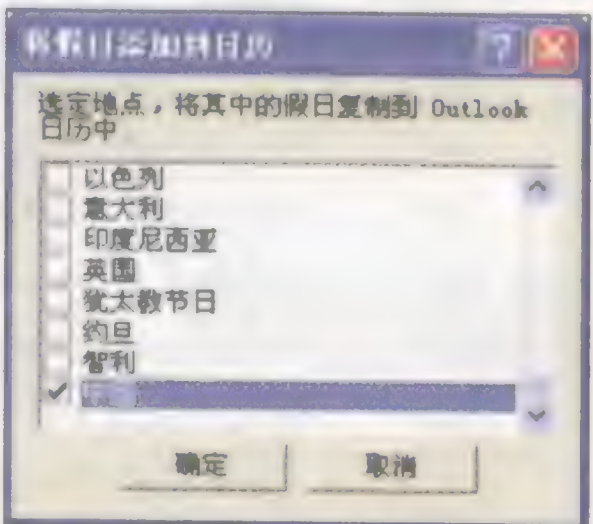 将假日添加到日历
选定地点，将其中的假日复制到 Outlook
日历中
以色列
意大利
印度尼西亚
英国
犹太教节日
约旦
智利
确定
取消